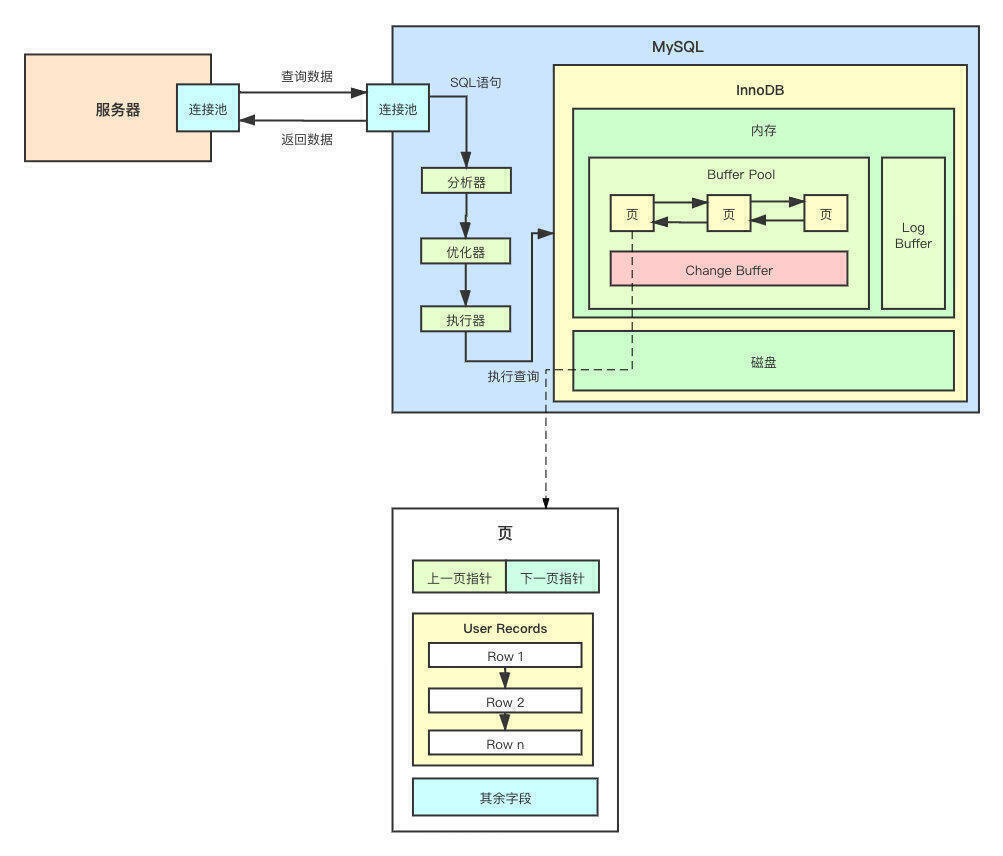 MySQL
服务器
连接池
查询数据
返回数据
连接池
SQL语句
分析器
优化器
执行器
执行查询
InnoDB
内存
Buffer Pool
页
页
页
Change Buffer
Log
Buffer
磁盘
页
上一页指针
下一页指针
User Records
Row 1
Row 2
Row n
其余字段